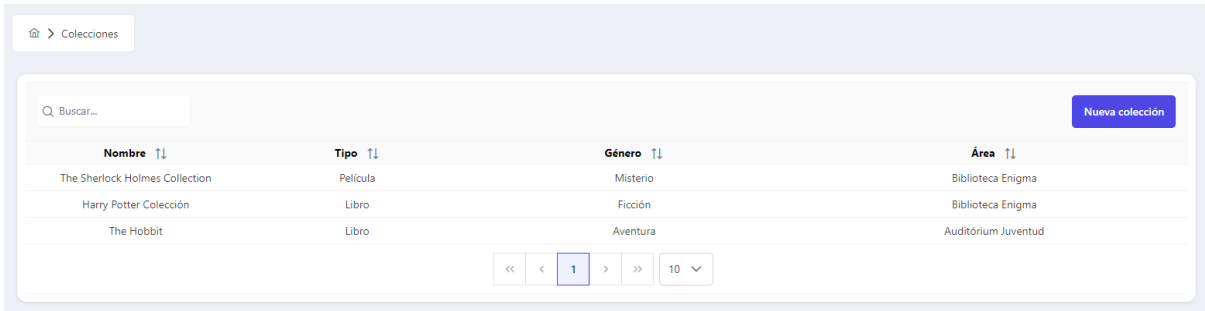 Colecciones
Buscar...
Nueva colección
Nombre Tipo Género Área
The Sherlock Holmes Collection Película Misterio Biblioteca Enigma
Harry Potter Colección Libro Ficción Biblioteca Enigma
The Hobbit Libro Aventura Auditórium Juventud
« ‹ 1 › » 10